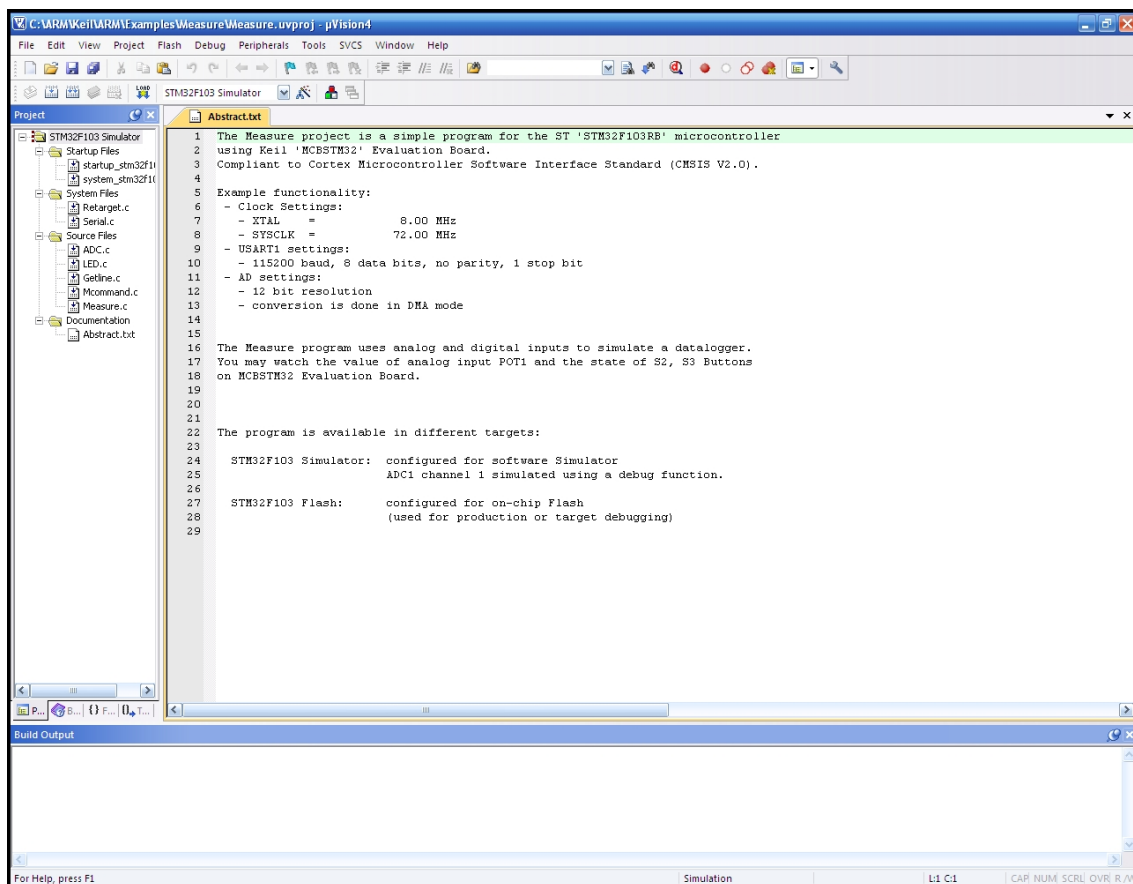 C:\ARM\Keil\ARM\Examples\Measure\Measure.uvproj - µVision4
File Edit View Project Flash Debug Peripherals Tools SVCS Window Help
LOAD STM32F103 Simulator
Project
STM32F103 Simulator
Startup Files
startup_stm32f1
system_stm32f1
System Files
Retarget.c
Serial.c
Source Files
ADC.c
LED.c
Getline.c
Mcommand.c
Measure.c
Documentation
Abstract.txt
P... B... {} F... T...
Abstract.txt
1 The Measure project is a simple program for the ST 'STM32F103RB' microcontroller
2 using Keil 'MCBSTM32' Evaluation Board.
3 Compliant to Cortex Microcontroller Software Interface Standard (CMSIS V2.0).
4
5 Example functionality:
6 - Clock Settings:
7 - XTAL = 8.00 MHz
8 - SYSCLK = 72.00 MHz
9 - USART1 settings:
10 - 115200 baud, 8 data bits, no parity, 1 stop bit
11 - AD settings:
12 - 12 bit resolution
13 - conversion is done in DMA mode
14
15
16 The Measure program uses analog and digital inputs to simulate a datalogger.
17 You may watch the value of analog input POT1 and the state of S2, S3 Buttons
18 on MCBSTM32 Evaluation Board.
19
20
21
22 The program is available in different targets:
23
24 STM32F103 Simulator: configured for software Simulator
25 ADC1 channel 1 simulated using a debug function.
26
27 STM32F103 Flash: configured for on-chip Flash
28 (used for production or target debugging)
29
Build Output
For Help, press F1 Simulation L:1 C:1 CAP NUM SCRL OVR R/W